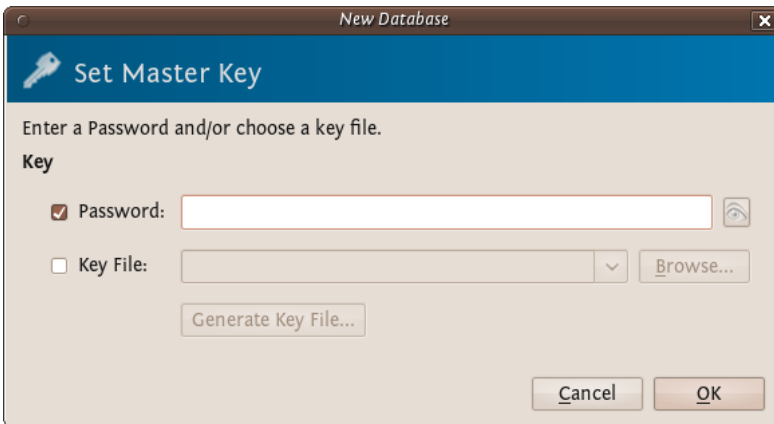 New Database
Set Master Key
Enter a Password and/or choose a key file.
Key
Password:
Key File:
Browse...
Generate Key File...
Cancel
OK